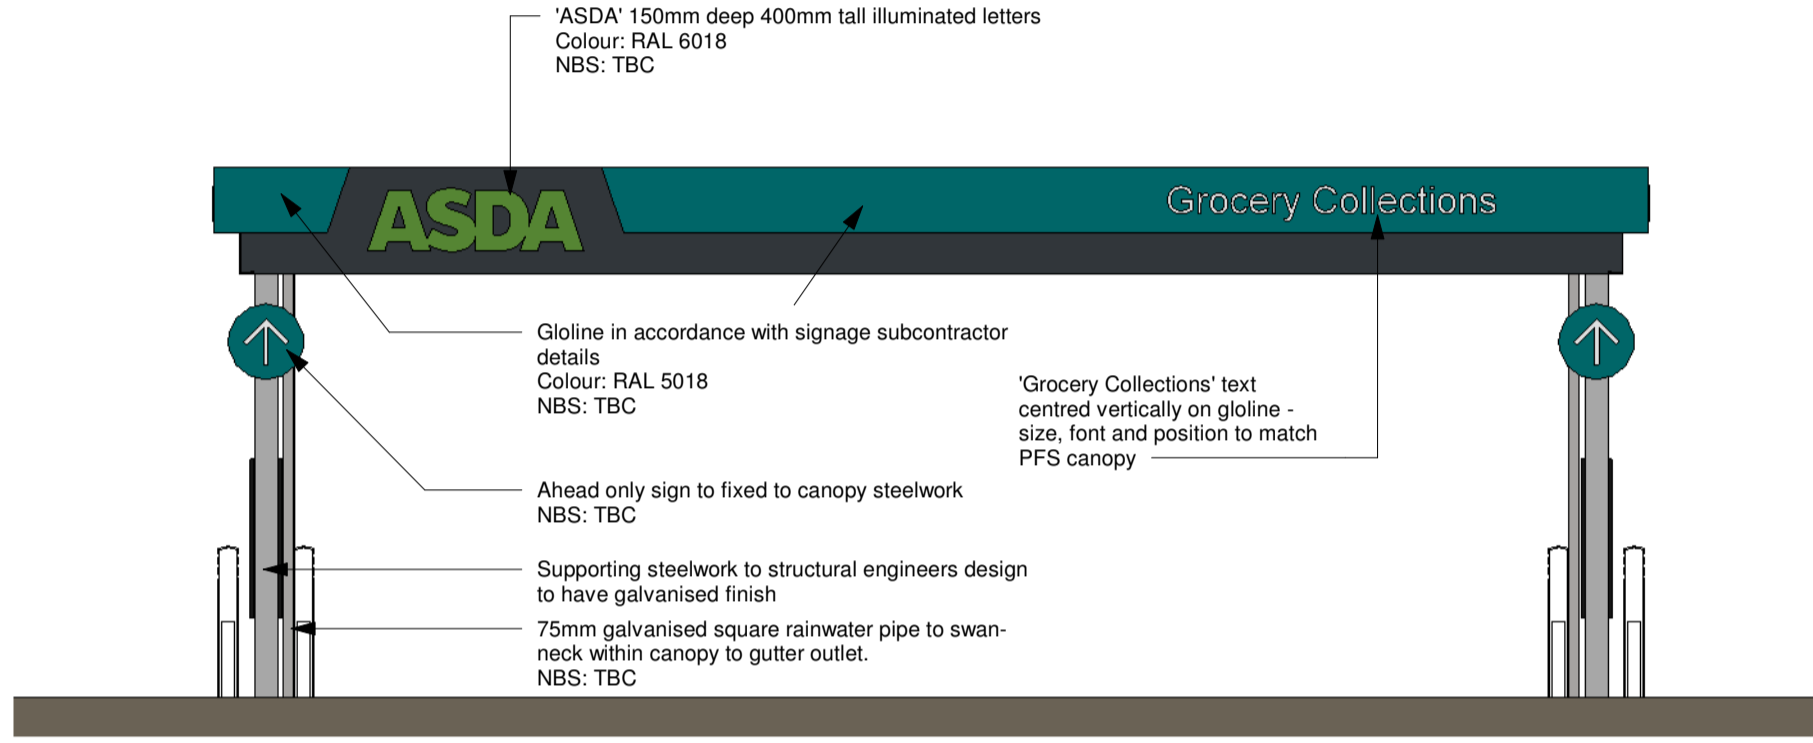 'ASDA' 150mm deep 400mm tall illuminated letters
Colour: RAL 6018
NBS: TBC
ASDA
Grocery Collections
Gloline in accordance with signage subcontractor
details
Colour: RAL 5018
NBS: TBC
'Grocery Collections' text
centred vertically on gloline -
size, font and position to match
PFS canopy
Ahead only sign to fixed to canopy steelwork
NBS: TBC
Supporting steelwork to structural engineers design
to have galvanised finish
75mm galvanised square rainwater pipe to swan-
neck within canopy to gutter outlet.
NBS: TBC